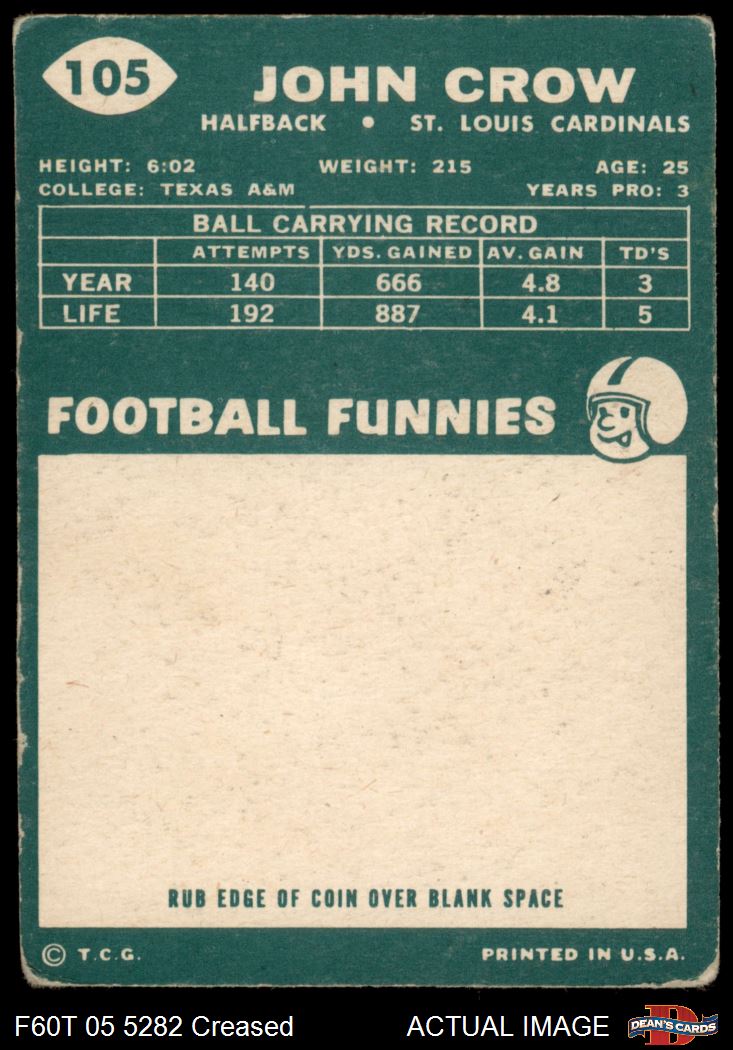 105
JOHN CROW
HALFBACK • ST. LOUIS CARDINALS
HEIGHT: 6:02 WEIGHT: 215 AGE: 25
COLLEGE: TEXAS A&M YEARS PRO: 3
BALL CARRYING RECORD
ATTEMPTS YDS. GAINED AV. GAIN TD'S
YEAR 140 666 4.8 3
LIFE 192 887 4.1 5
FOOTBALL FUNNIES
RUB EDGE OF COIN OVER BLANK SPACE
© T.C.G. PRINTED IN U.S.A.
F60T 05 5282 Creased ACTUAL IMAGE
D
DEAN'S CARDS